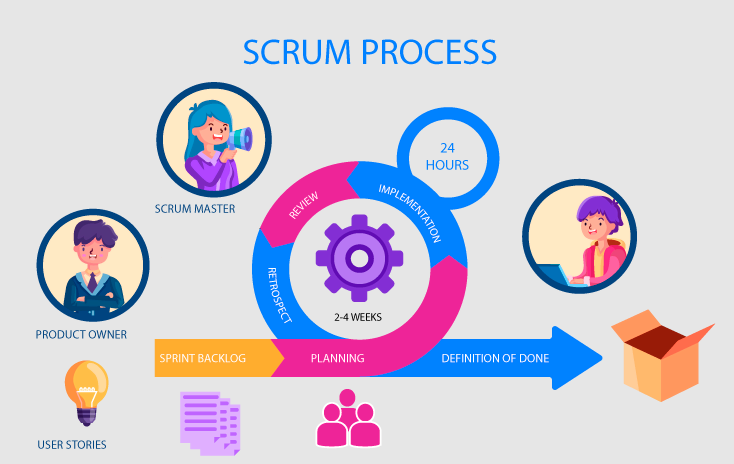 SCRUM PROCESS
24
HOURS
SCRUM MASTER
REVIEW
IMPLEMENTATION
RETROSPECT
2-4 WEEKS
PRODUCT OWNER
SPRINT BACKLOG
PLANNING
DEFINITION OF DONE
USER STORIES